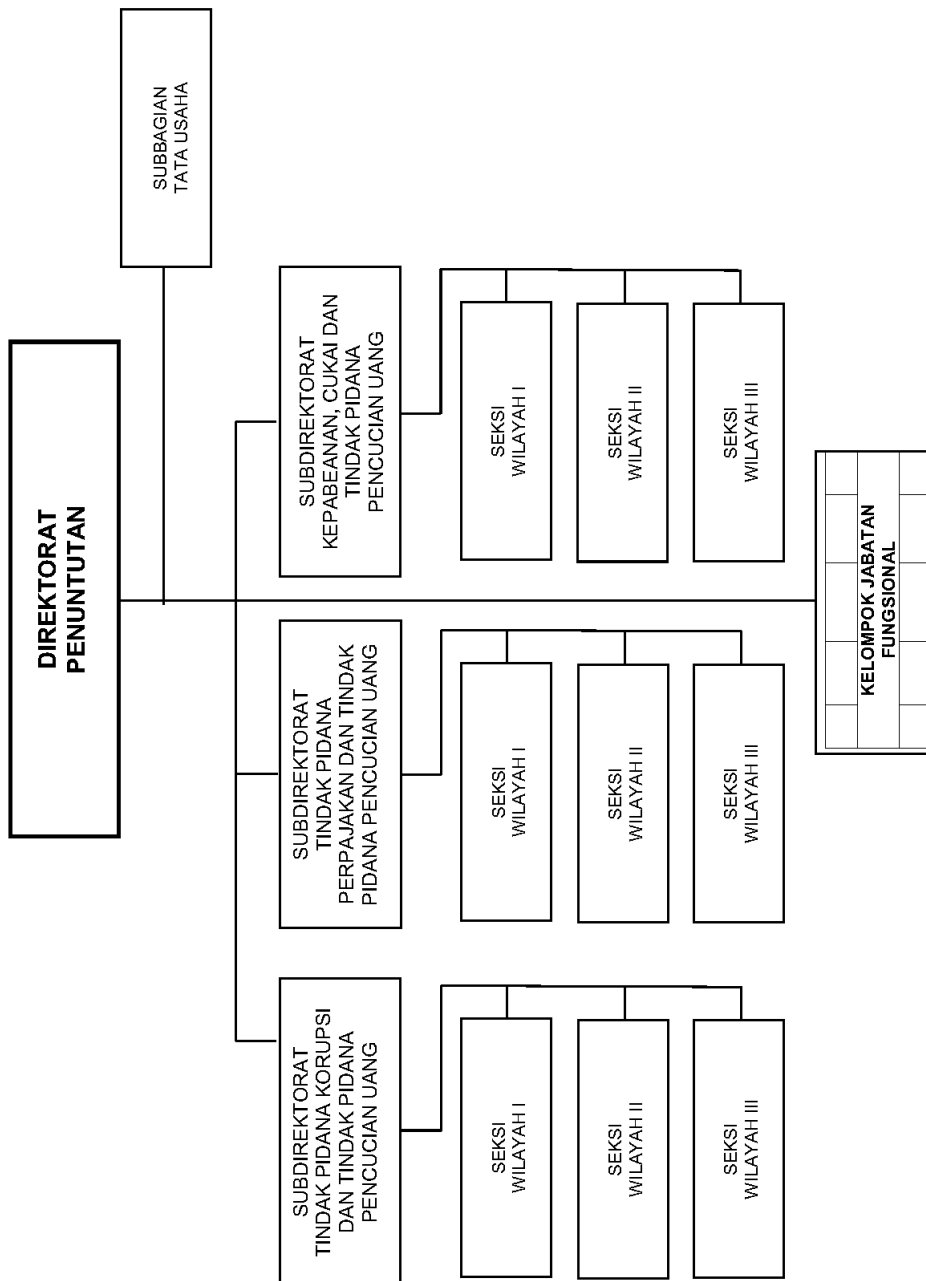 DIREKTORAT
PENUNTUTAN
SUBBAGIAN
TATA USAHA
SUBDIREKTORAT
TINDAK PIDANA KORUPSI
DAN TINDAK PIDANA
PENCUCIAN UANG
SEKSI
WILAYAH I
SEKSI
WILAYAH II
SEKSI
WILAYAH III
SUBDIREKTORAT
TINDAK PIDANA
PERPAJAKAN DAN TINDAK
PIDANA PENCUCIAN UANG
SEKSI
WILAYAH I
SEKSI
WILAYAH II
SEKSI
WILAYAH III
SUBDIREKTORAT
KEPABEANAN, CUKAI DAN
TINDAK PIDANA
PENCUCIAN UANG
SEKSI
WILAYAH I
SEKSI
WILAYAH II
SEKSI
WILAYAH III
KELOMPOK JABATAN
FUNGSIONAL